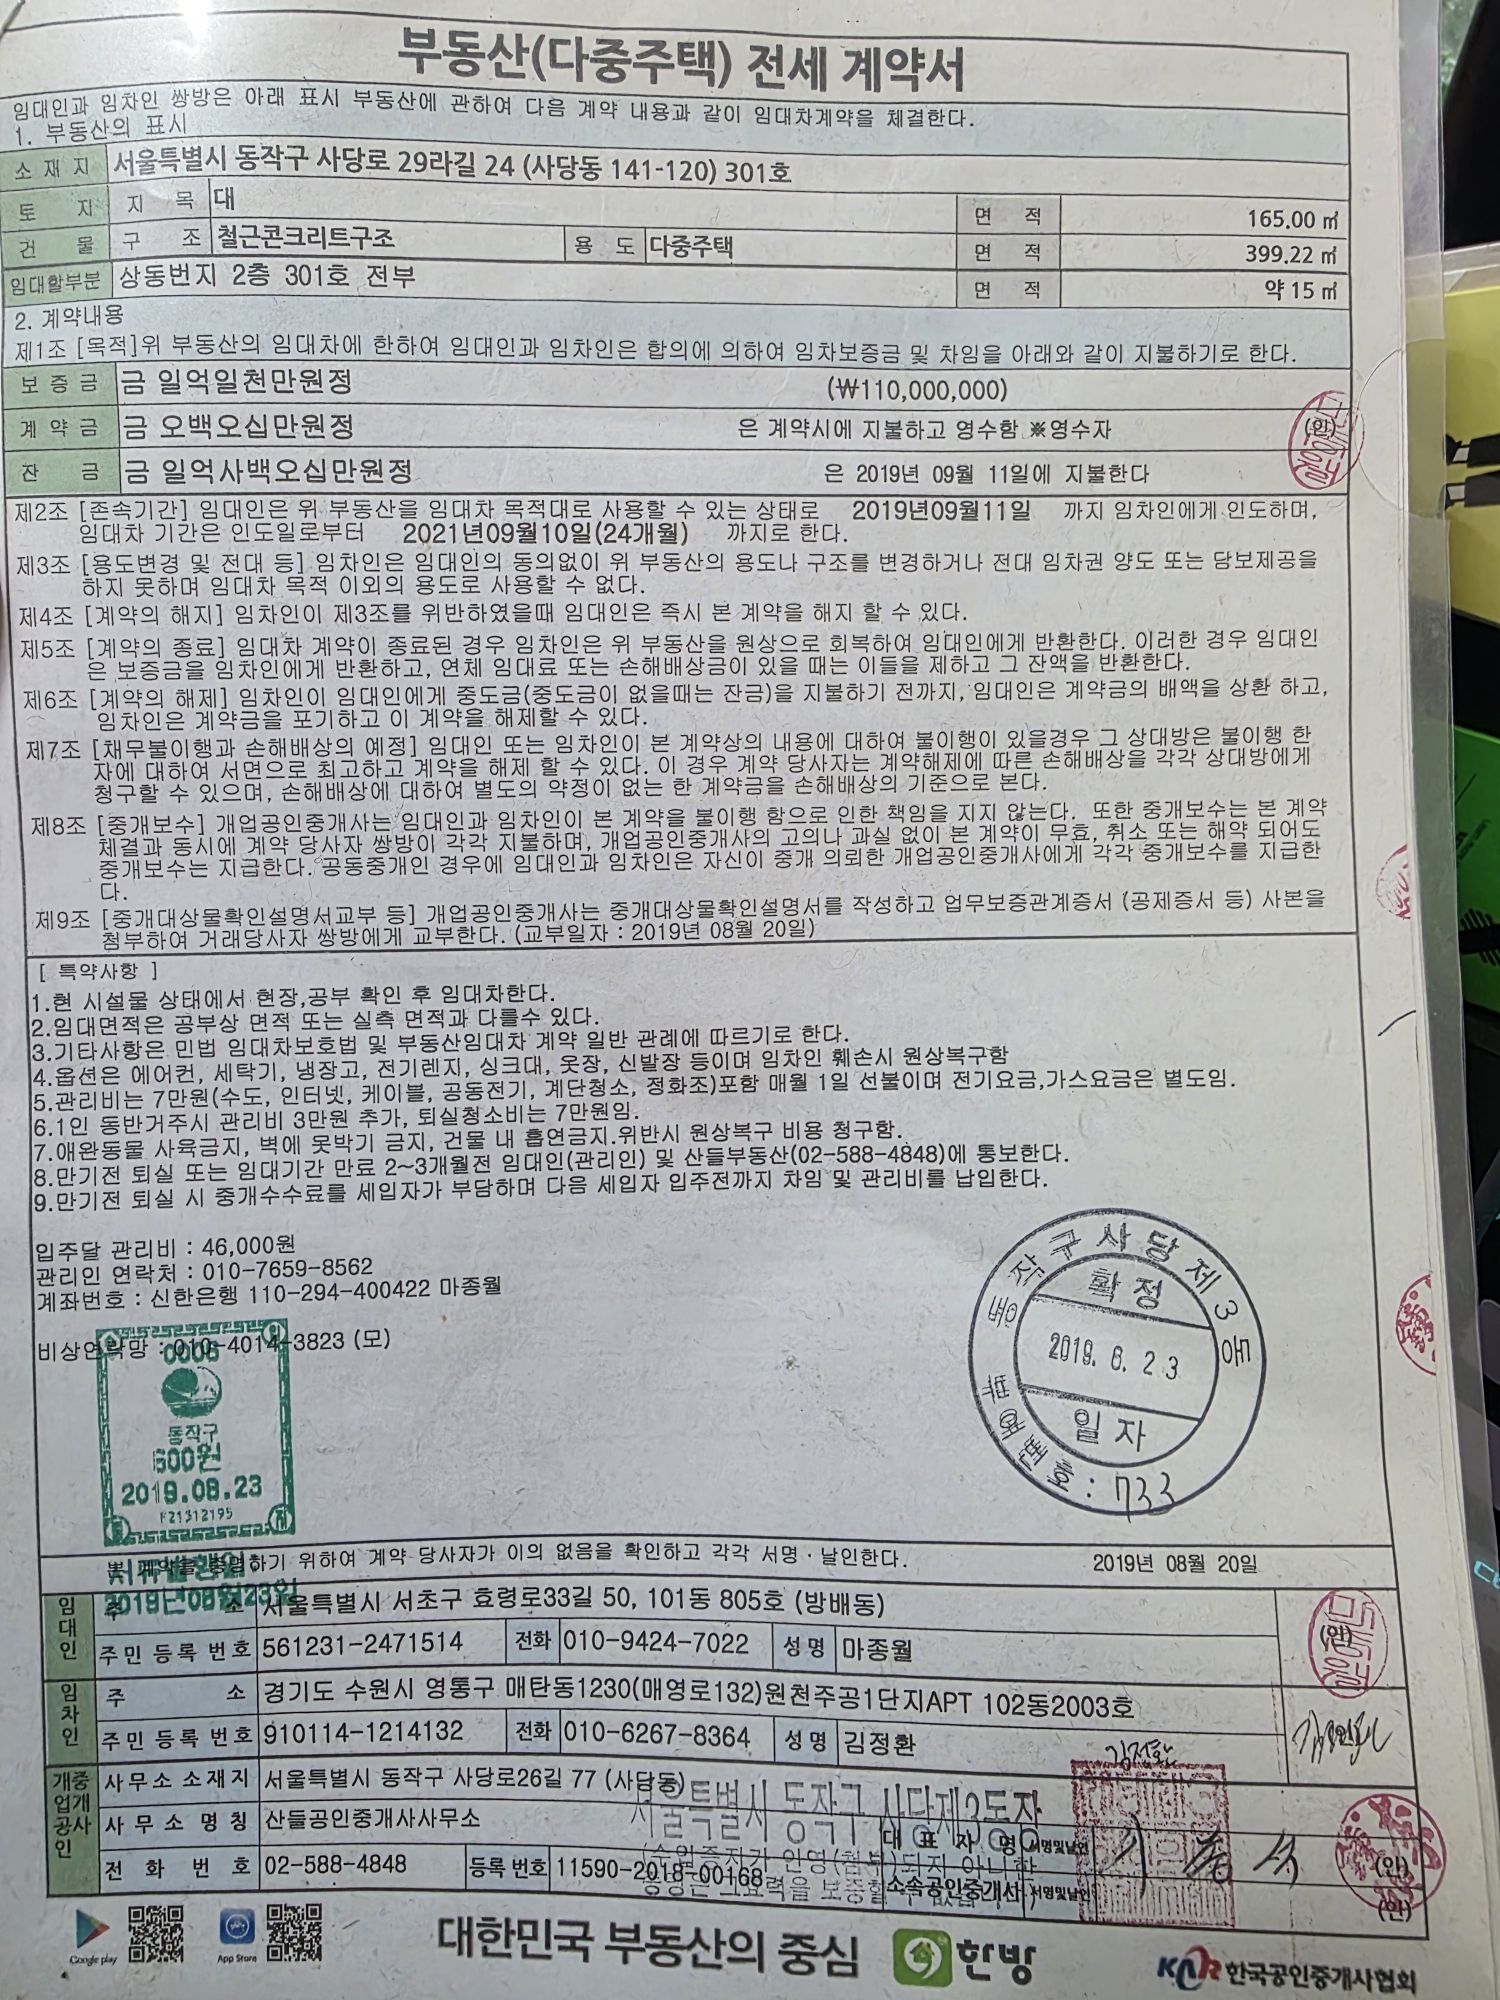 부동산(다중주택) 전세 계약서
임대인과 임차인 쌍방은 아래 표시 부동산에 관하여 다음 계약 내용과 같이 임대차계약을 체결한다.
1. 부동산의 표시
소 재 지 서울특별시 동작구 사당로 29라길 24 (사당동 141-120) 301호
토 지 지 목 대 면 적 165.00 ㎡
건 물 구 조 철근콘크리트구조 용 도 다중주택 면 적 399.22 ㎡
임대할부분 상동번지 2층 301호 전부 면 적 약 15 ㎡
2. 계약내용
제1조 [목적]위 부동산의 임대차에 한하여 임대인과 임차인은 합의에 의하여 임차보증금 및 차임을 아래와 같이 지불하기로 한다.
보 증 금 금 일억일천만원정 (₩110,000,000)
계 약 금 금 오백오십만원정 은 계약시에 지불하고 영수함 ※영수자 (인)
잔 금 금 일억사백오십만원정 은 2019년 09월 11일에 지불한다
제2조 [존속기간] 임대인은 위 부동산을 임대차 목적대로 사용할 수 있는 상태로 2019년09월11일 까지 임차인에게 인도하며,
임대차 기간은 인도일로부터 2021년09월10일(24개월) 까지로 한다.
제3조 [용도변경 및 전대 등] 임차인은 임대인의 동의없이 위 부동산의 용도나 구조를 변경하거나 전대 임차권 양도 또는 담보제공을
하지 못하며 임대차 목적 이외의 용도로 사용할 수 없다.
제4조 [계약의 해지] 임차인이 제3조를 위반하였을때 임대인은 즉시 본 계약을 해지 할 수 있다.
제5조 [계약의 종료] 임대차 계약이 종료된 경우 임차인은 위 부동산을 원상으로 회복하여 임대인에게 반환한다. 이러한 경우 임대인
은 보증금을 임차인에게 반환하고, 연체 임대료 또는 손해배상금이 있을 때는 이들을 제하고 그 잔액을 반환한다.
제6조 [계약의 해제] 임차인이 임대인에게 중도금(중도금이 없을때는 잔금)을 지불하기 전까지, 임대인은 계약금의 배액을 상환 하고,
임차인은 계약금을 포기하고 이 계약을 해제할 수 있다.
제7조 [채무불이행과 손해배상의 예정] 임대인 또는 임차인이 본 계약상의 내용에 대하여 불이행이 있을경우 그 상대방은 불이행 한
자에 대하여 서면으로 최고하고 계약을 해제 할 수 있다. 이 경우 계약 당사자는 계약해제에 따른 손해배상을 각각 상대방에게
청구할 수 있으며, 손해배상에 대하여 별도의 약정이 없는 한 계약금을 손해배상의 기준으로 본다.
제8조 [중개보수] 개업공인중개사는 임대인과 임차인이 본 계약을 불이행 함으로 인한 책임을 지지 않는다. 또한 중개보수는 본 계약
체결과 동시에 계약 당사자 쌍방이 각각 지불하며, 개업공인중개사의 고의나 과실 없이 본 계약이 무효, 취소 또는 해약 되어도
중개보수는 지급한다. 공동중개인 경우에 임대인과 임차인은 자신이 중개 의뢰한 개업공인중개사에게 각각 중개보수를 지급한
다.
제9조 [중개대상물확인설명서교부 등] 개업공인중개사는 중개대상물확인설명서를 작성하고 업무보증관계증서 (공제증서 등) 사본을
첨부하여 거래당사자 쌍방에게 교부한다. (교부일자 : 2019년 08월 20일)
[ 특약사항 ]
1.현 시설물 상태에서 현장,공부 확인 후 임대차한다.
2.임대면적은 공부상 면적 또는 실측 면적과 다를수 있다.
3.기타사항은 민법 임대차보호법 및 부동산임대차 계약 일반 관례에 따르기로 한다.
4.옵션은 에어컨, 세탁기, 냉장고, 전기렌지, 싱크대, 옷장, 신발장 등이며 임차인 훼손시 원상복구함
5.관리비는 7만원(수도, 인터넷, 케이블, 공동전기, 계단청소, 정화조)포함 매월 1일 선불이며 전기요금,가스요금은 별도임.
6.1인 동반거주시 관리비 3만원 추가, 퇴실청소비는 7만원임.
7.애완동물 사육금지, 벽에 못박기 금지, 건물 내 흡연금지.위반시 원상복구 비용 청구함.
8.만기전 퇴실 또는 임대기간 만료 2~3개월전 임대인(관리인) 및 산들부동산(02-588-4848)에 통보한다.
9.만기전 퇴실 시 중개수수료를 세입자가 부담하며 다음 세입자 입주전까지 차임 및 관리비를 납입한다.
입주달 관리비 : 46,000원
관리인 연락처 : 010-7659-8562
계좌번호 : 신한은행 110-294-400422 마종월
비상연락망 : 010-4014-3823 (모)
0006
동작구
600원
2019.08.23
동작구사당제3동
확정
2019. 8. 23
일자
번호 : 733
본 계약을 증명하기 위하여 계약 당사자가 이의 없음을 확인하고 각각 서명·날인한다. 2019년 08월 20일
서류발행일
2019년08월23일
임대인 주 소 서울특별시 서초구 효령로33길 50, 101동 805호 (방배동)
주 민 등 록 번 호 561231-2471514 전화 010-9424-7022 성 명 마종월 (인)
임차인 주 소 경기도 수원시 영통구 매탄동1230(매영로132)원천주공1단지APT 102동2003호
주 민 등 록 번 호 910114-1214132 전화 010-6267-8364 성 명 김정환
김정환
개업공인중개사 사무소 소재지 서울특별시 동작구 사당로26길 77 (사당동)
서울특별시 동작구 사당제3동장
사 무 소 명 칭 산들공인중개사사무소 대 표 자 명 서명및날인 (인)
전 화 번 호 02-588-4848 등록 번호 11590-2018-00168 소속공인중개사 서명및날인 (인)
Google play
App Store
대한민국 부동산의 중심
한방
KAR 한국공인중개사협회